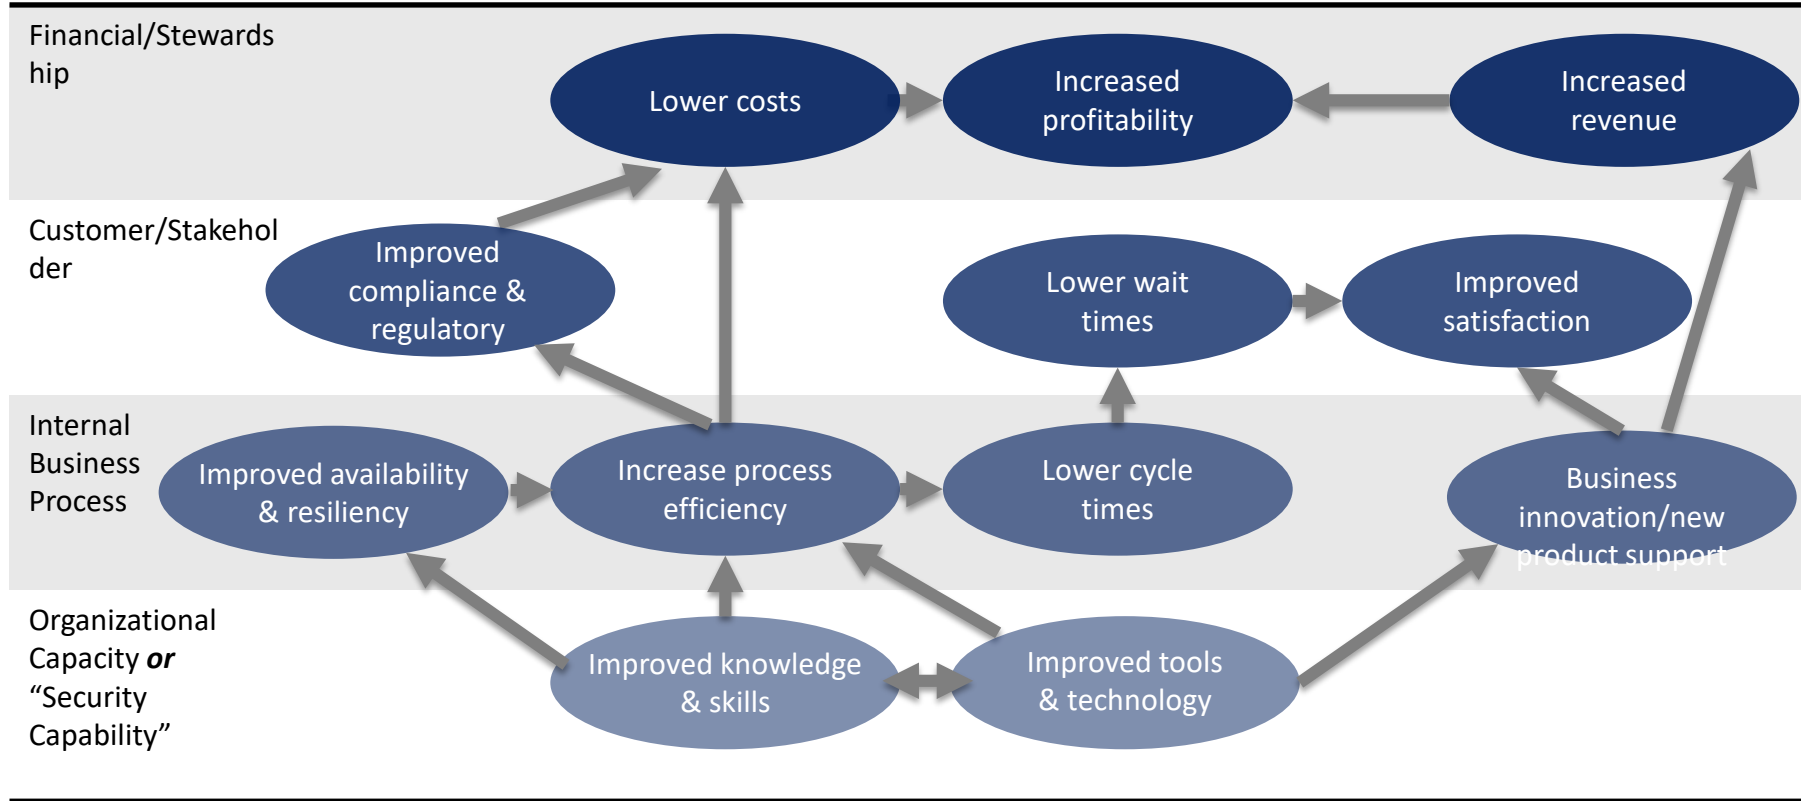 Financial/Stewards
hip
Lower costs
Increased
profitability
Increased
revenue
Customer/Stakehol
der
Improved
compliance &
regulatory
Lower wait
times
Improved
satisfaction
Internal
Business
Process
Improved availability
& resiliency
Increase process
efficiency
Lower cycle
times
Business
innovation/new
product support
Organizational
Capacity or
“Security
Capability”
Improved knowledge
& skills
Improved tools
& technology